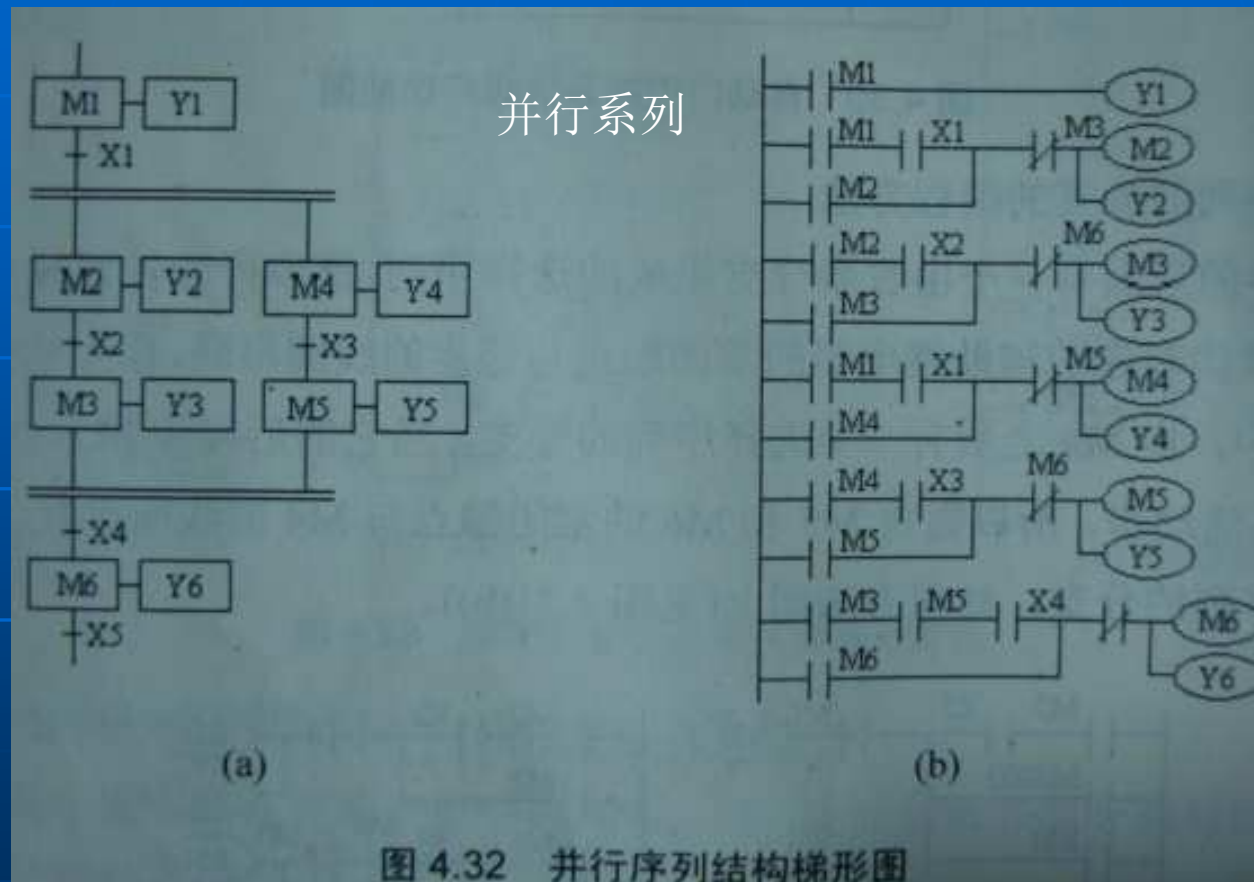 并行系列
M1 Y1
X1
M2 Y2 M4 Y4
X2 X3
M3 Y3 M5 Y5
X4
M6 Y6
X5
(a)
M1 Y1
M1 X1 M3 M2
M2 Y2
M2 X2 M6 M3
M3 Y3
M1 X1 M5 M4
M4 Y4
M4 X3 M6 M5
M5 Y5
M3 M5 X4 M6
M6 Y6
(b)
图 4.32 并行序列结构梯形图